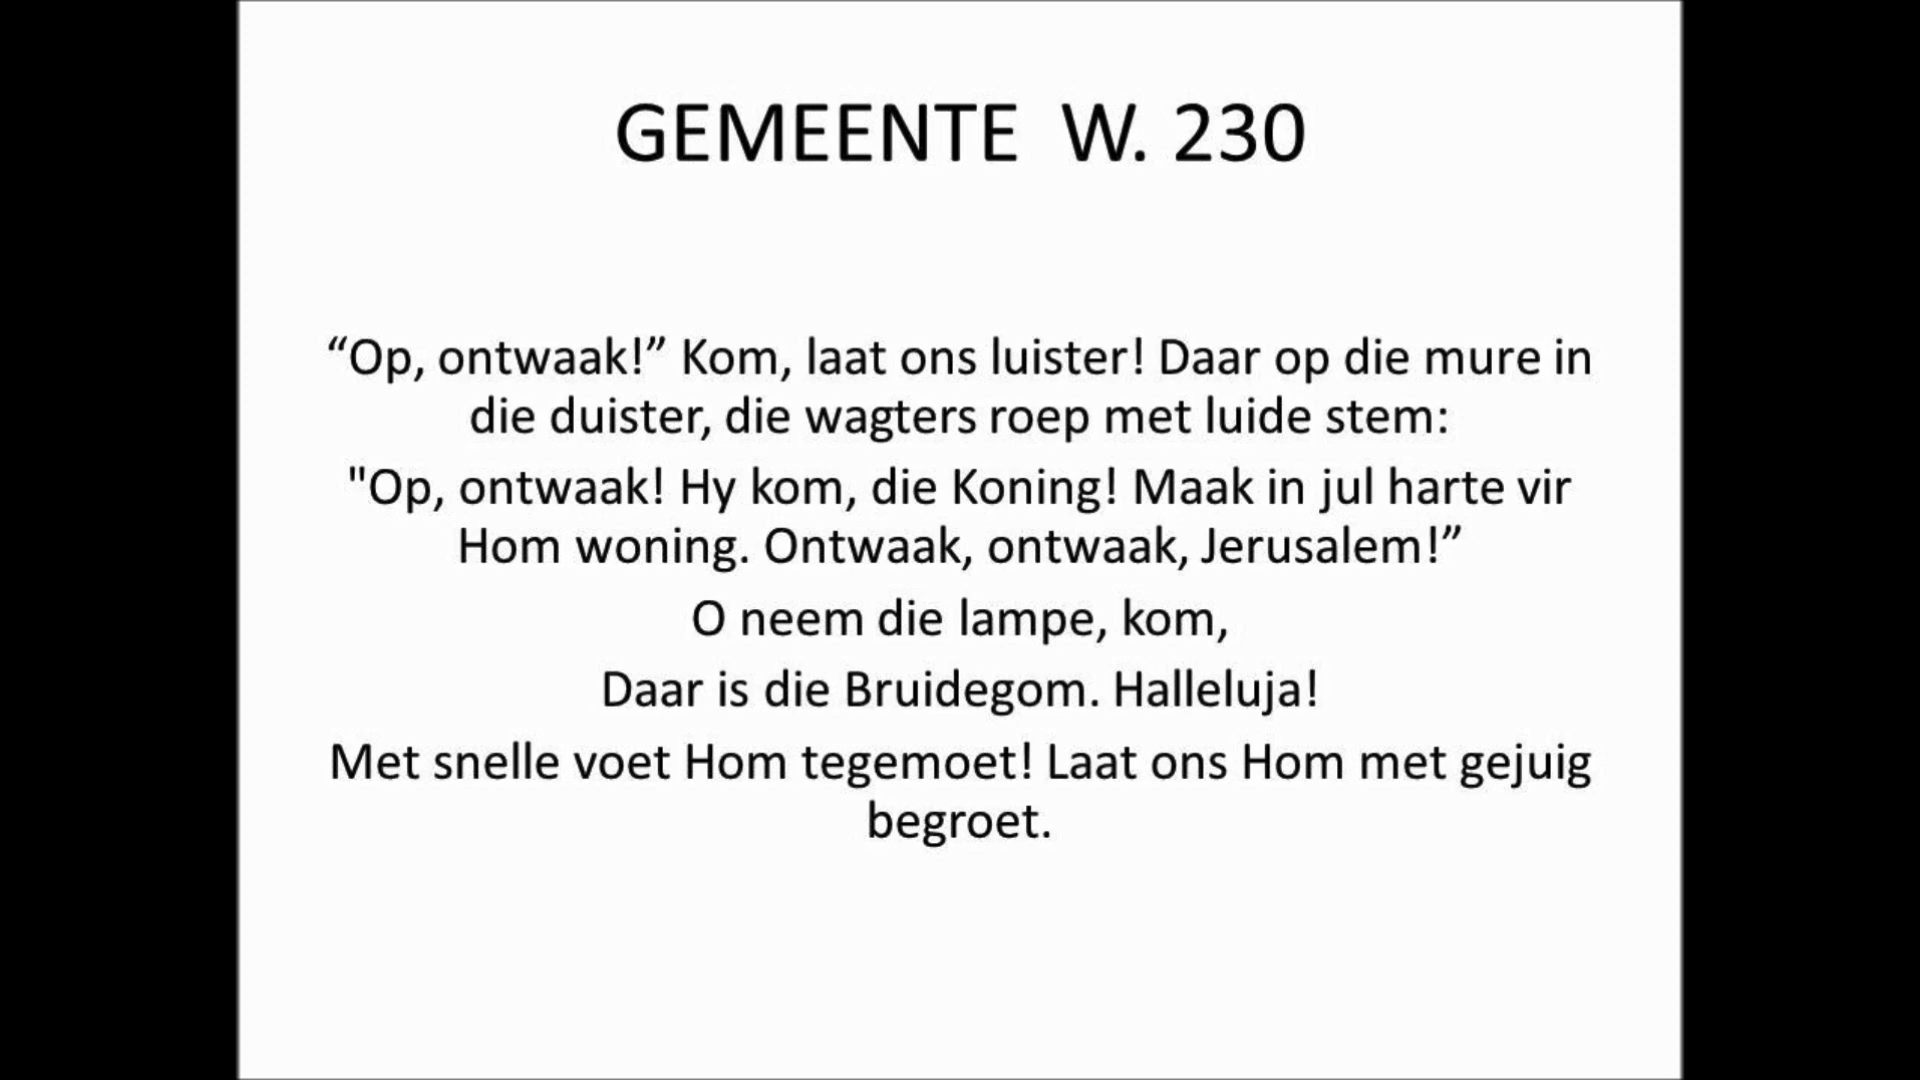 GEMEENTE  W. 230
“Op, ontwaak!” Kom, laat ons luister! Daar op die mure in
die duister, die wagters roep met luide stem:
"Op, ontwaak! Hy kom, die Koning! Maak in jul harte vir
Hom woning. Ontwaak, ontwaak, Jerusalem!”
O neem die lampe, kom,
Daar is die Bruidegom. Halleluja!
Met snelle voet Hom tegemoet! Laat ons Hom met gejuig
begroet.